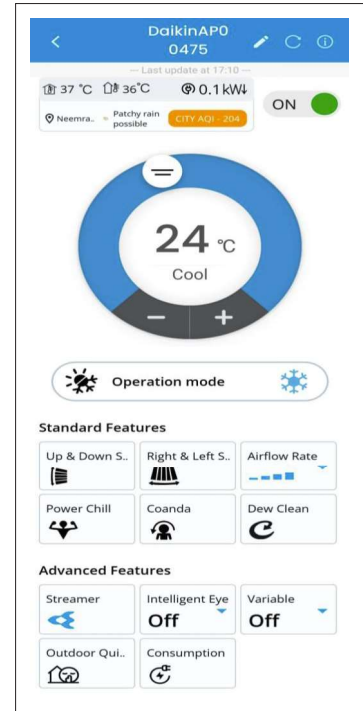 DaikinAP0
0475
— Last update at 17:10 —
37 °C 36°C 0.1 kW↓
ON
Neemra.. Patchy rain possible CITY AQI - 204
24 °C
Cool
− +
Operation mode
Standard Features
Up & Down S.. Right & Left S.. Airflow Rate
Power Chill Coanda Dew Clean
Advanced Features
Streamer Intelligent Eye Variable
Off Off
Outdoor Qui.. Consumption